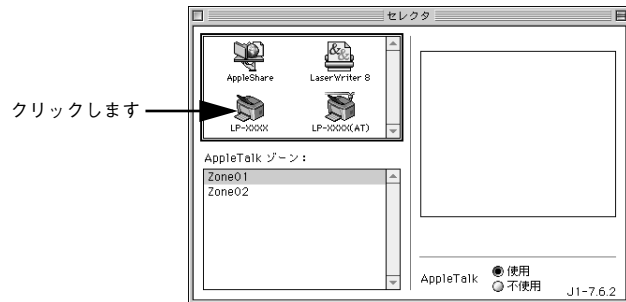 セレクタ
AppleShare
LaserWriter 8
クリックします
LP-XXXX
LP-XXXX(AT)
AppleTalk ゾーン：
Zone01
Zone02
AppleTalk
使用
不使用
J1-7.6.2